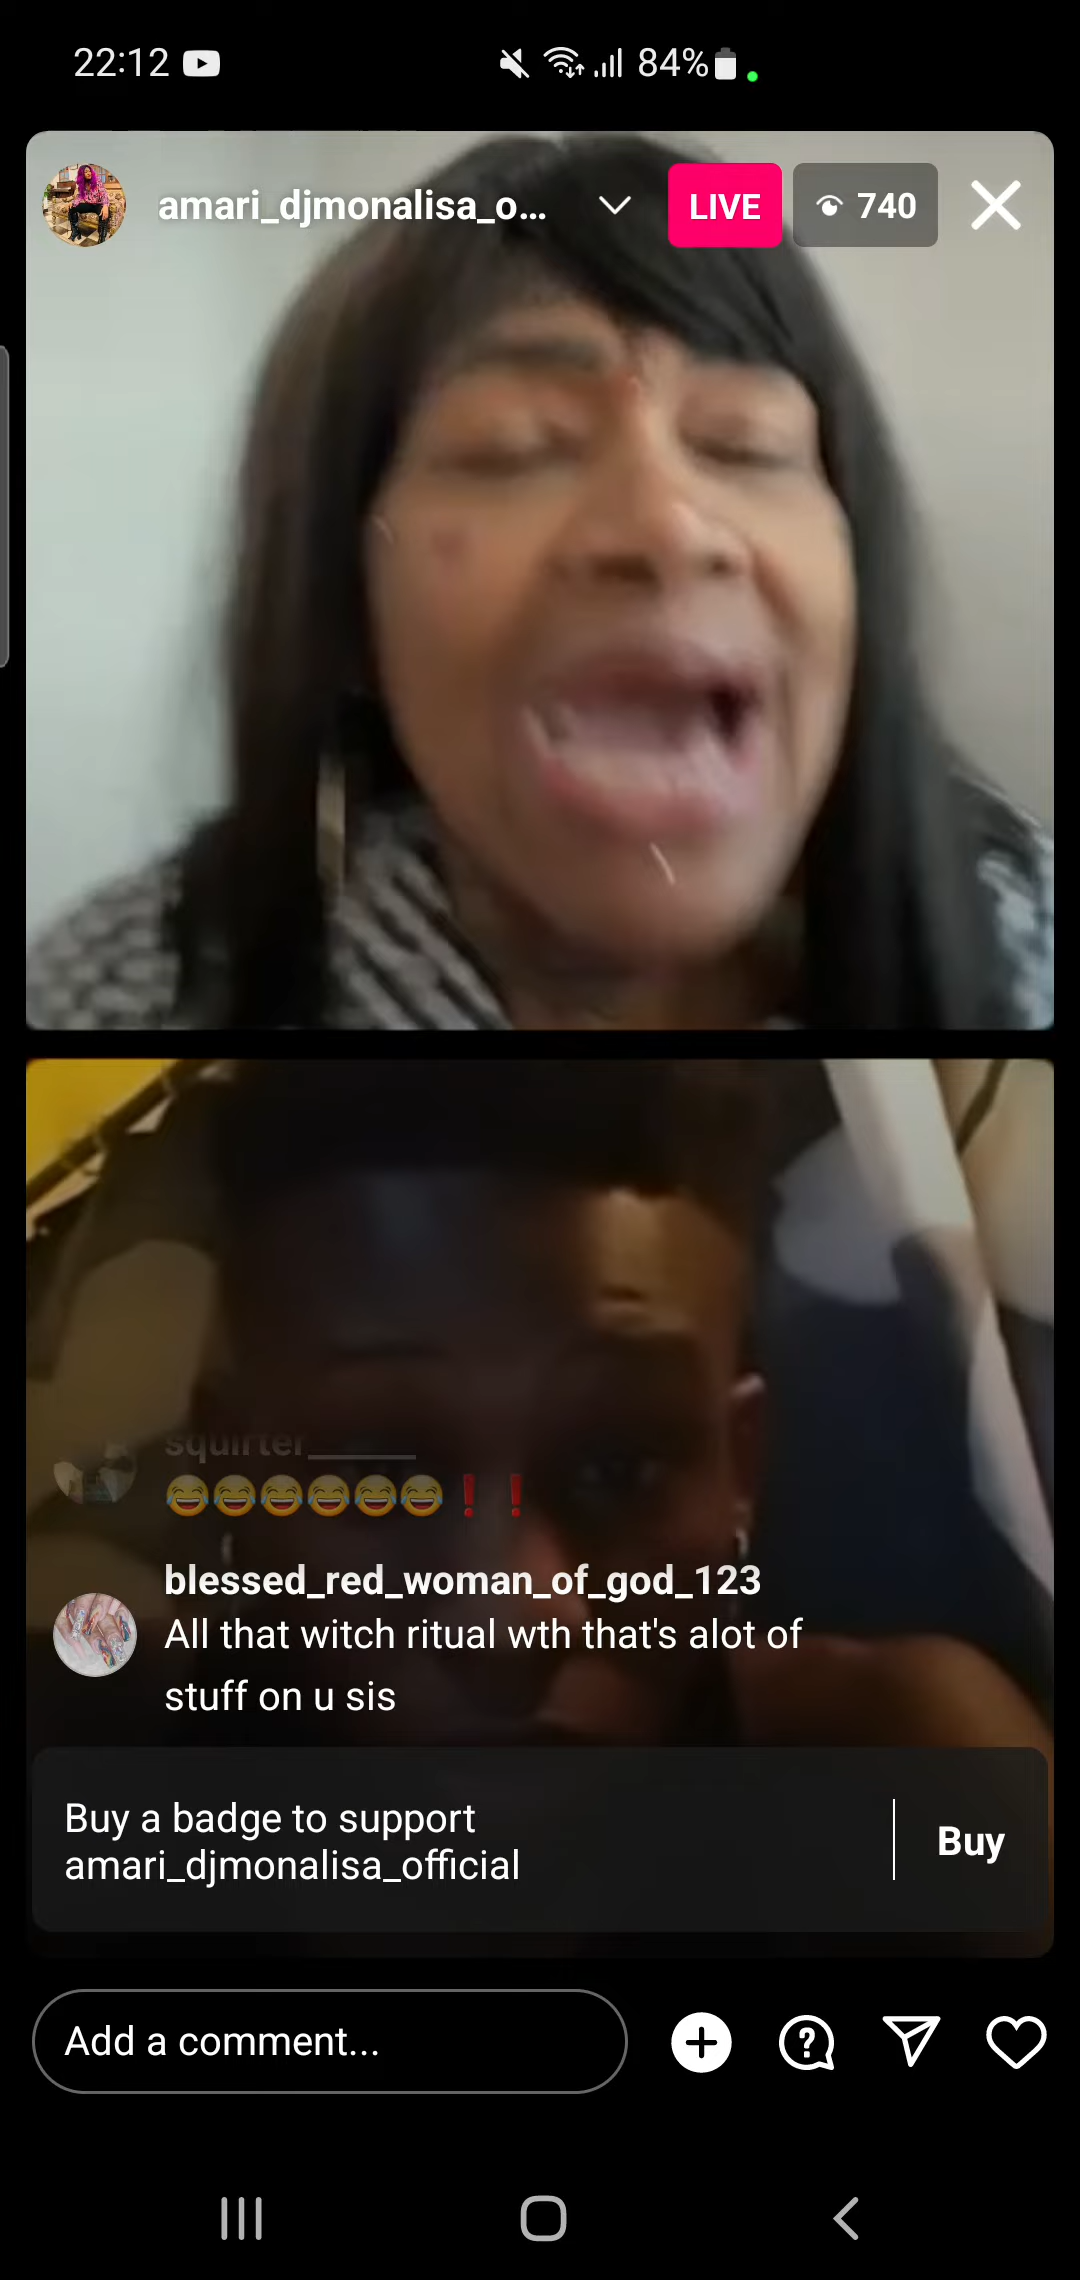 22:12
84%
amari_djmonalisa_o...
LIVE
740
squirter_____
😂😂😂😂😂😂❗❗
blessed_red_woman_of_god_123
All that witch ritual wth that's alot of
stuff on u sis
Buy a badge to support
amari_djmonalisa_official
Buy
Add a comment...